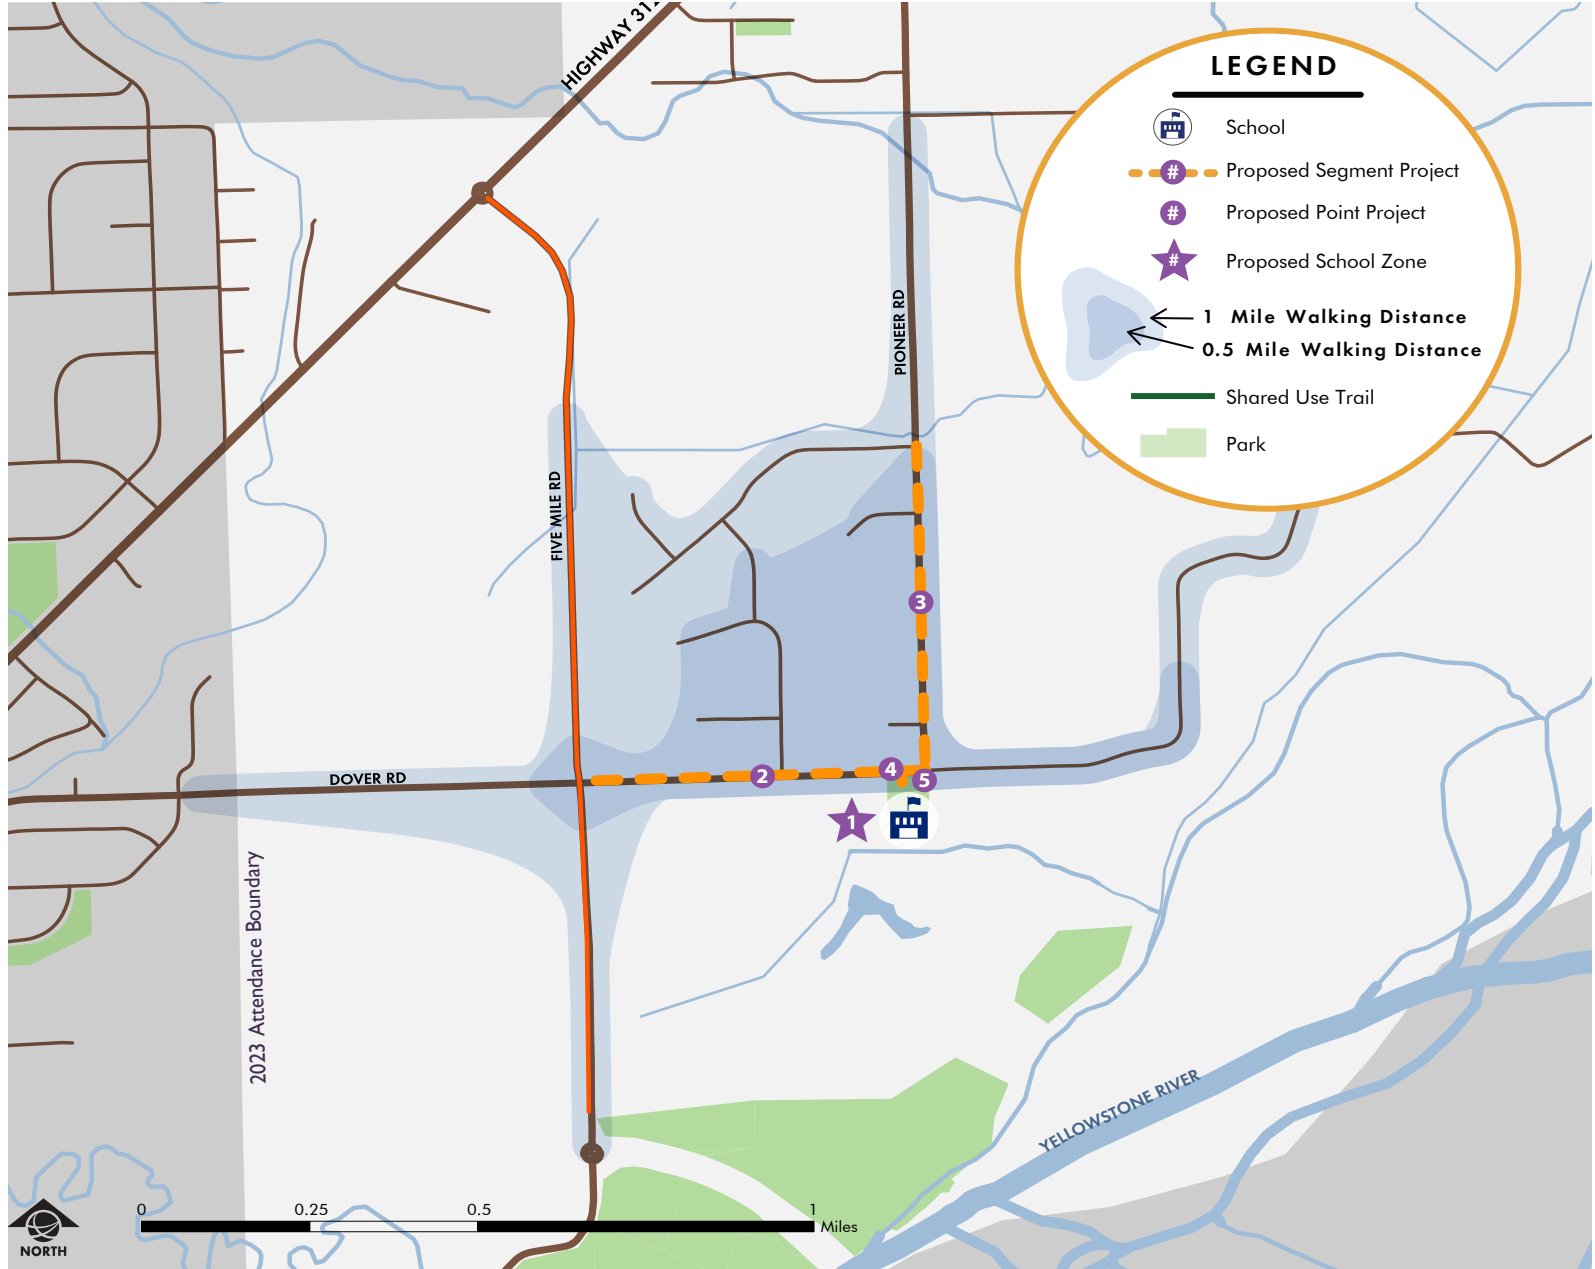 HIGHWAY 312
LEGEND
School
# Proposed Segment Project
# Proposed Point Project
# Proposed School Zone
1 Mile Walking Distance
0.5 Mile Walking Distance
Shared Use Trail
Park
PIONEER RD
FIVE MILE RD
3
DOVER RD
2
4
5
1
2023 Attendance Boundary
YELLOWSTONE RIVER
0 0.25 0.5 1
Miles
NORTH